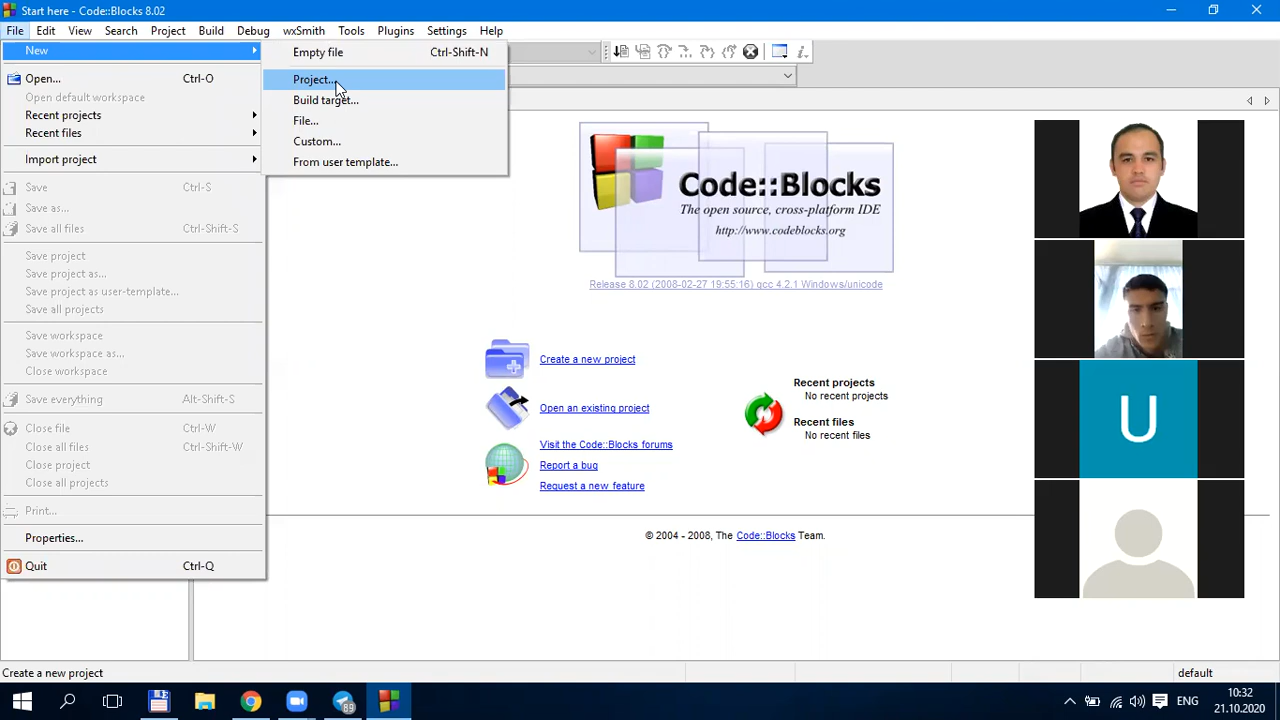 Start here - Code::Blocks 8.02
File Edit View Search Project Build Debug wxSmith Tools Plugins Settings Help
New
Open... Ctrl-O
Open default workspace
Recent projects
Recent files
Import project
Save Ctrl-S
Save as...
Save all files Ctrl-Shift-S
Save project
Save project as...
Save project as user-template...
Save all projects
Save workspace
Save workspace as...
Close workspace
Save everything Alt-Shift-S
Close file Ctrl-W
Close all files Ctrl-Shift-W
Close project
Close all projects
Print...
Properties...
Quit Ctrl-Q
Empty file Ctrl-Shift-N
Project...
Build target...
File...
Custom...
From user template...
Code::Blocks
The open source, cross-platform IDE
http://www.codeblocks.org
Release 8.02 (2008-02-27 19:55:16) gcc 4.2.1 Windows/unicode
Create a new project
Open an existing project
Visit the Code::Blocks forums
Report a bug
Request a new feature
Recent projects
No recent projects
Recent files
No recent files
© 2004 - 2008, The Code::Blocks Team.
U
Create a new project default
89
ENG
10:32
21.10.2020